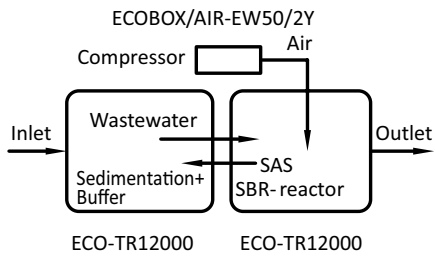 ECOBOX/AIR-EW50/2Y
Air
Compressor
Inlet
Wastewater
Outlet
SAS
Sedimentation+
Buffer
SBR- reactor
ECO-TR12000
ECO-TR12000